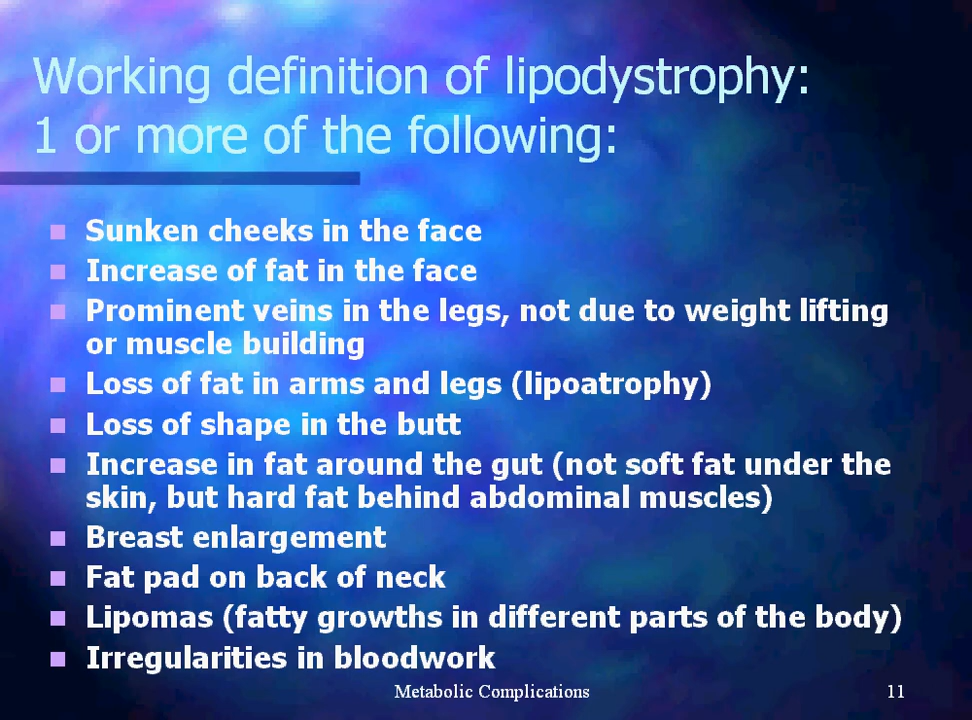 Working definition of lipodystrophy:
1 or more of the following:
Sunken cheeks in the face
Increase of fat in the face
Prominent veins in the legs, not due to weight lifting
or muscle building
Loss of fat in arms and legs (lipoatrophy)
Loss of shape in the butt
Increase in fat around the gut (not soft fat under the
skin, but hard fat behind abdominal muscles)
Breast enlargement
Fat pad on back of neck
Lipomas (fatty growths in different parts of the body)
Irregularities in bloodwork
Metabolic Complications
11